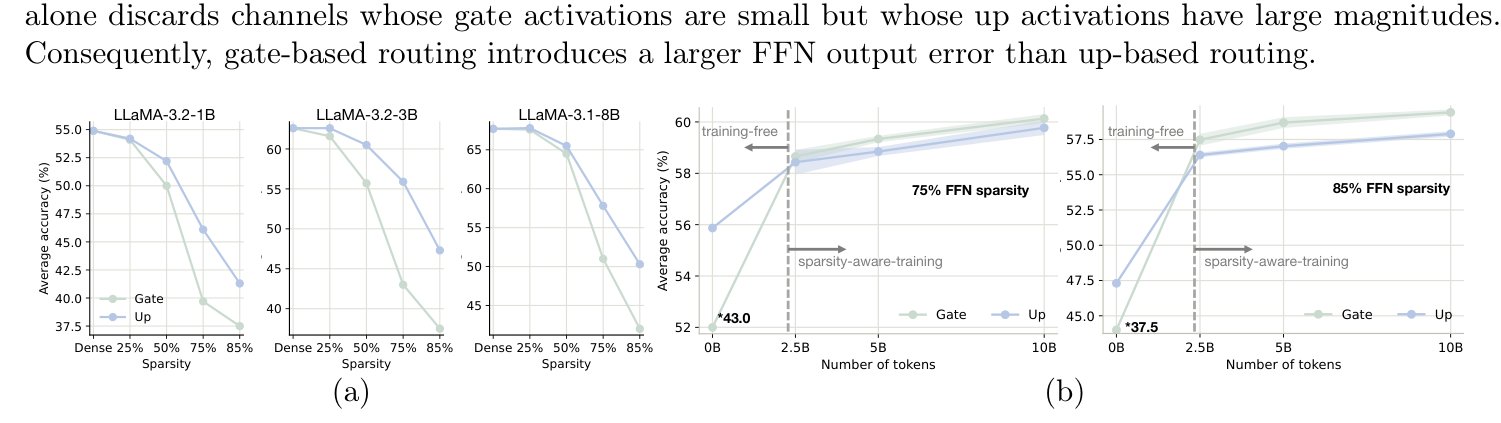 alone discards channels whose gate activations are small but whose up activations have large magnitudes.
Consequently, gate-based routing introduces a larger FFN output error than up-based routing.
LLaMA-3.2-1B
Average accuracy (%)
55.0
52.5
50.0
47.5
45.0
42.5
40.0
37.5
Gate
Up
Dense 25% 50% 75% 85%
Sparsity
LLaMA-3.2-3B
60
55
50
45
40
Dense 25% 50% 75% 85%
Sparsity
LLaMA-3.1-8B
65
60
55
50
45
Dense 25% 50% 75% 85%
Sparsity
(a)
Average accuracy (%)
60
58
56
54
52
training-free
75% FFN sparsity
sparsity-aware-training
*43.0
Gate Up
0B 2.5B 5B 10B
Number of tokens
57.5
55.0
52.5
50.0
47.5
45.0
training-free
85% FFN sparsity
sparsity-aware-training
*37.5
Gate Up
0B 2.5B 5B 10B
Number of tokens
(b)